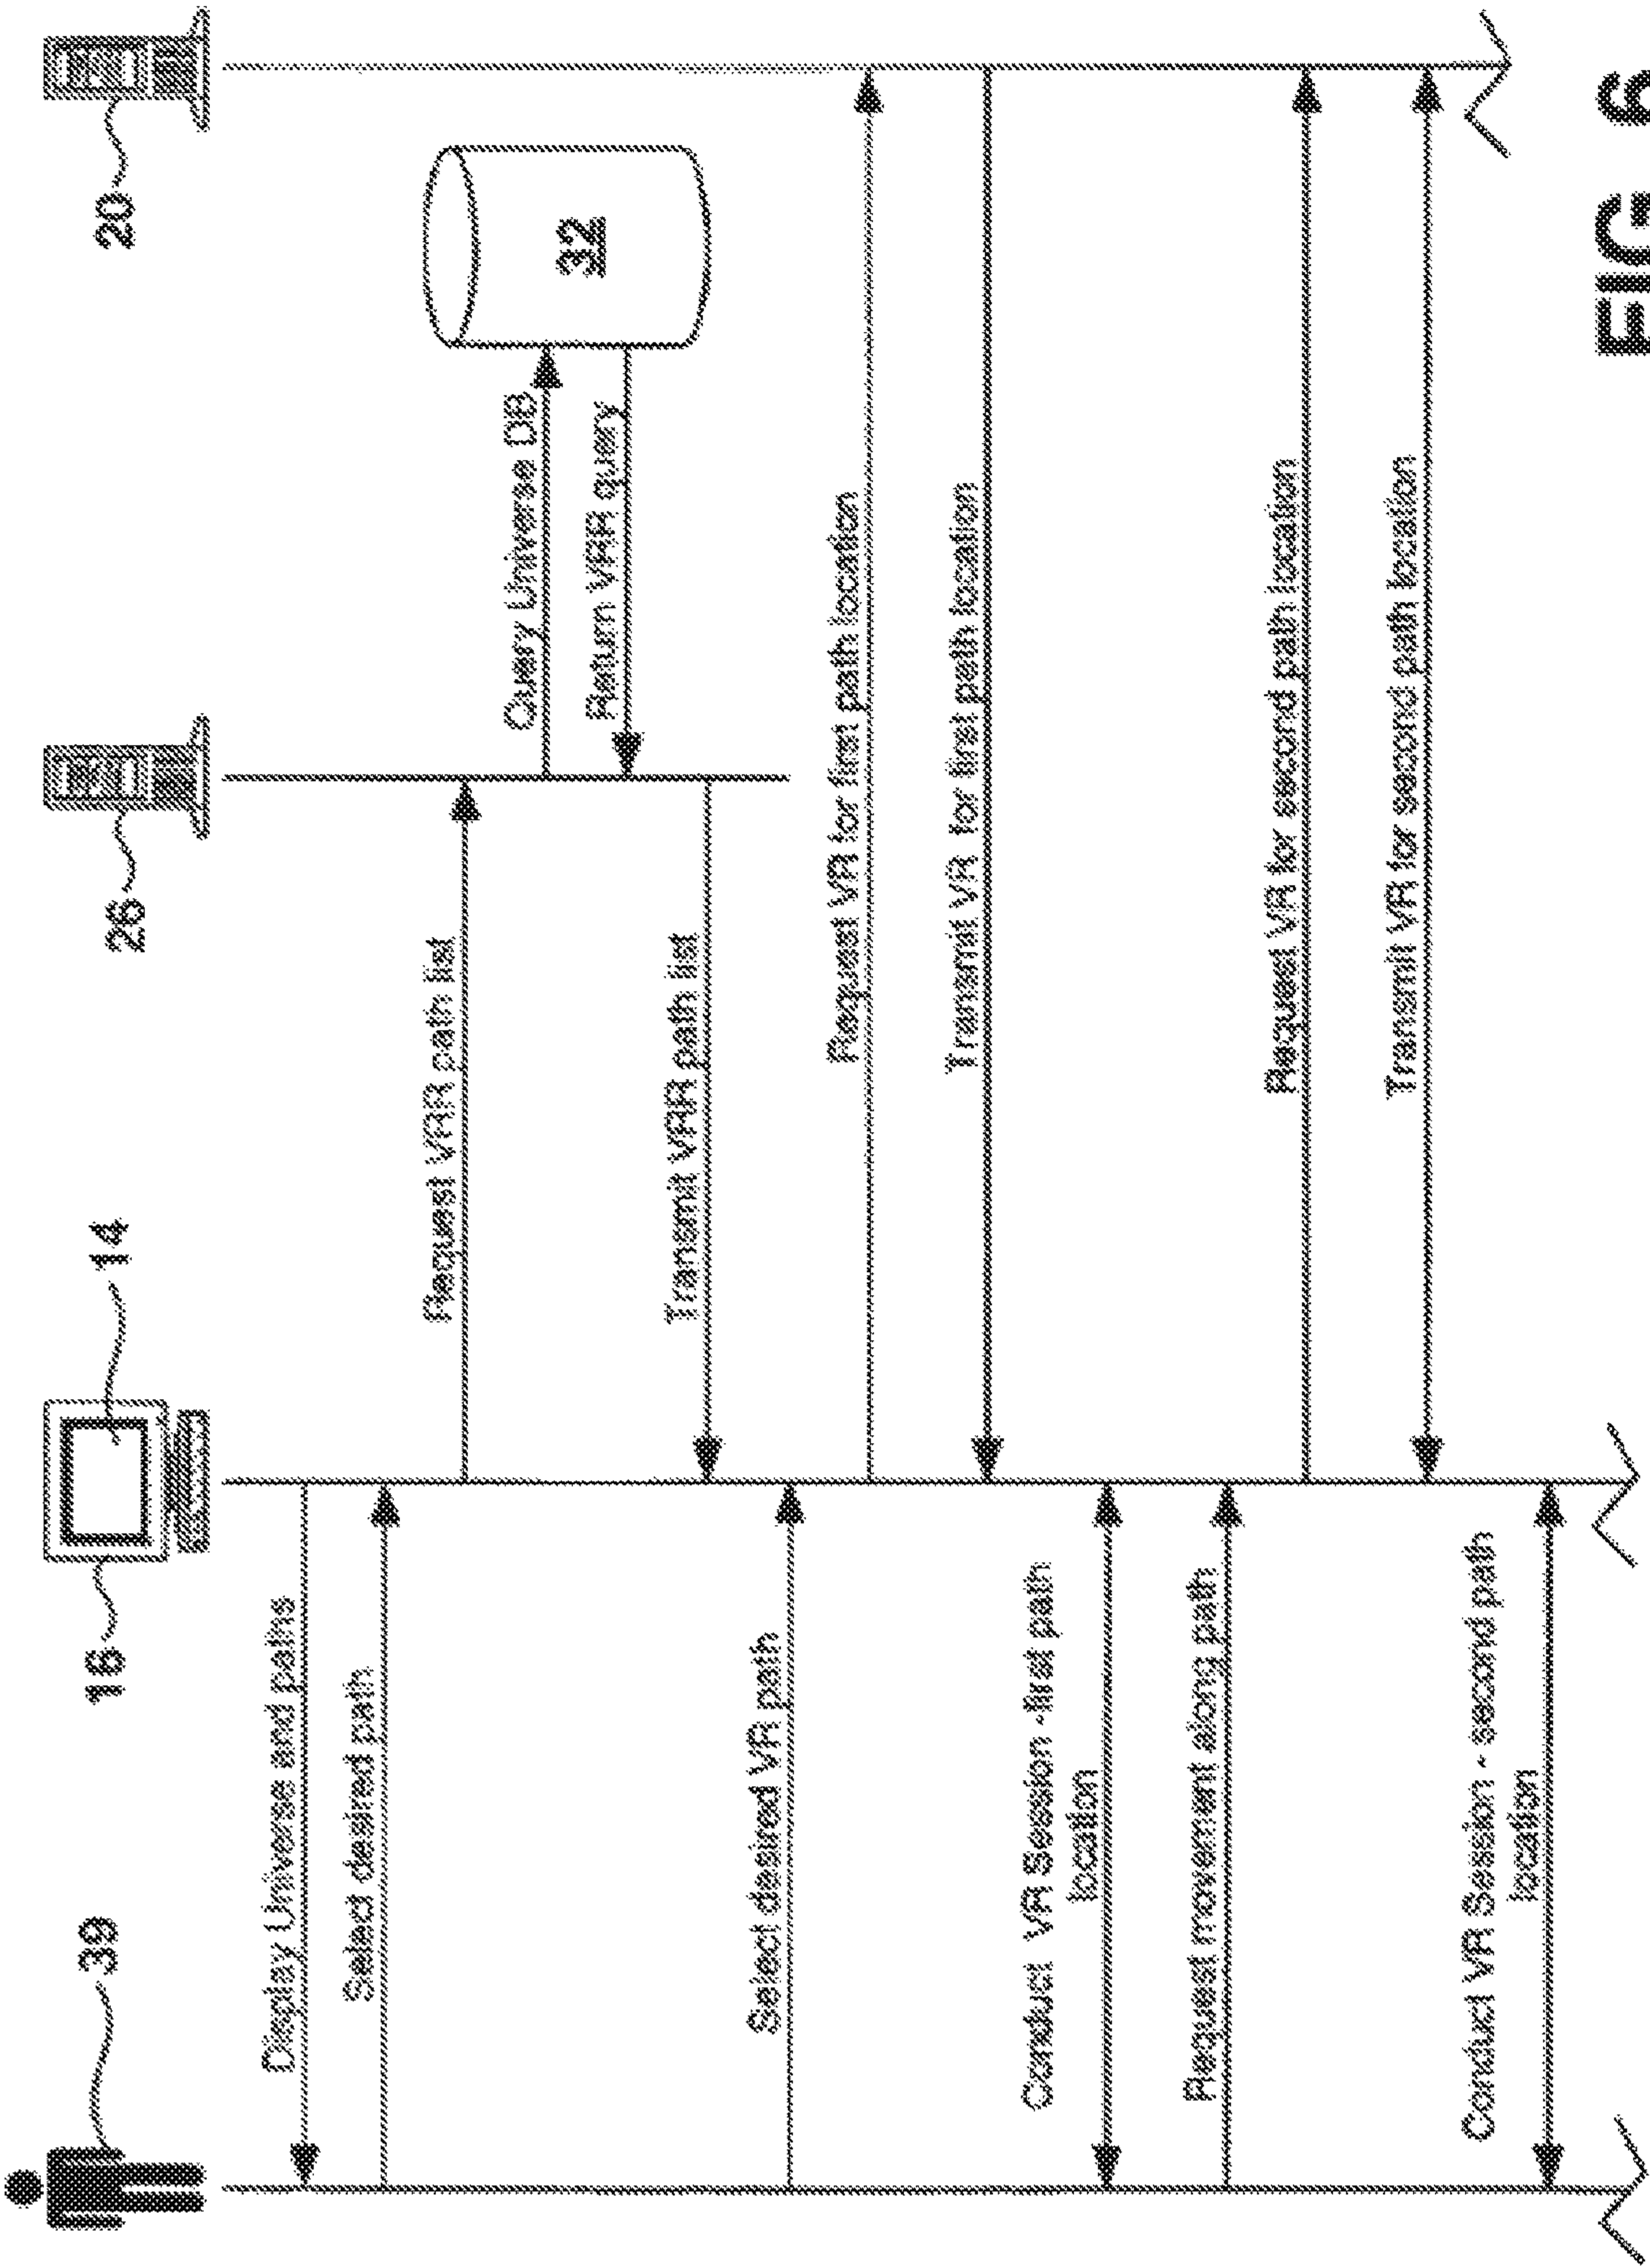 39
16
14
26
20
Display Universe and paths
Select desired path
Request VRR path list
Query Universe DB
Return VRR query
32
Transmit VRR path list
Select desired VR path
Request VR for first path location
Transmit VR for first path location
Conduct VR Session -first path
location
Request movement along path
Request VR for second path location
Transmit VR for second path location
Conduct VR Session - second path
location
FIG. 6